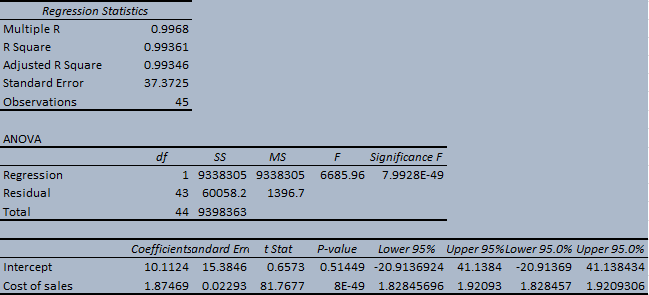 Regression Statistics
Multiple R 0.9968
R Square 0.99361
Adjusted R Square 0.99346
Standard Error 37.3725
Observations 45
ANOVA
df SS MS F Significance F
Regression 1 9338305 9338305 6685.96 7.9928E-49
Residual 43 60058.2 1396.7
Total 44 9398363
Coefficients andard Erro t Stat P-value Lower 95% Upper 95% Lower 95.0% Upper 95.0%
Intercept 10.1124 15.3846 0.6573 0.51449 -20.9136924 41.1384 -20.91369 41.138434
Cost of sales 1.87469 0.02293 81.7677 8E-49 1.82845696 1.92093 1.828457 1.9209306